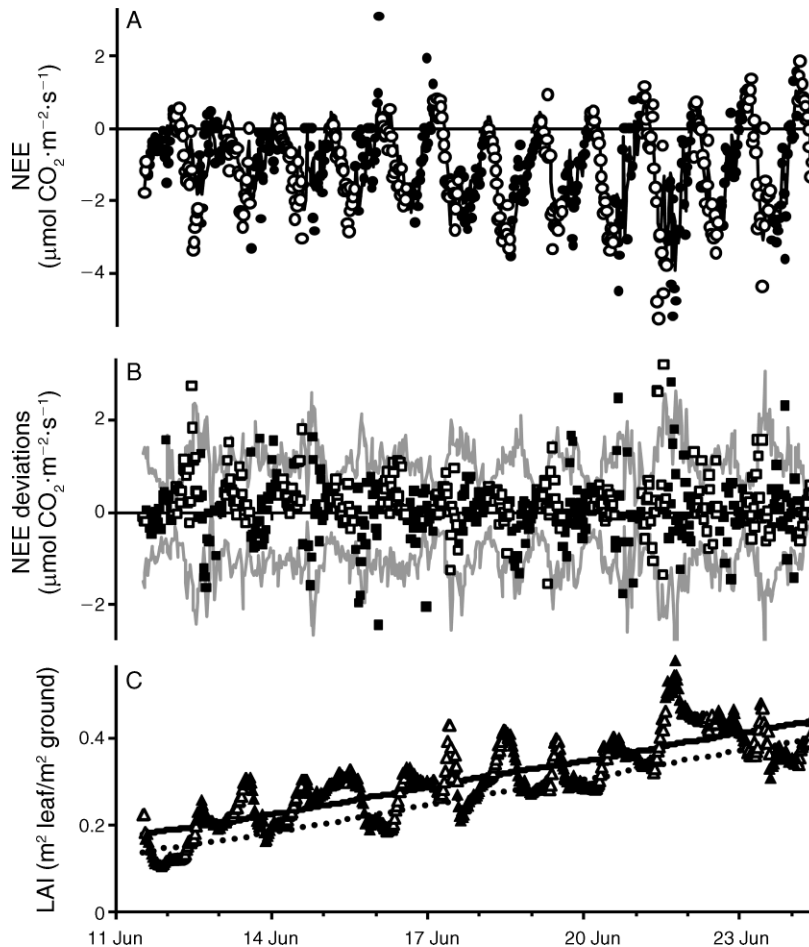 A
2
0
−2
−4
NEE
(μmol CO₂·m⁻²·s⁻¹)
B
2
0
−2
NEE deviations
(μmol CO₂·m⁻²·s⁻¹)
C
0.4
0.2
0
LAI (m² leaf/m² ground)
11 Jun 14 Jun 17 Jun 20 Jun 23 Jun